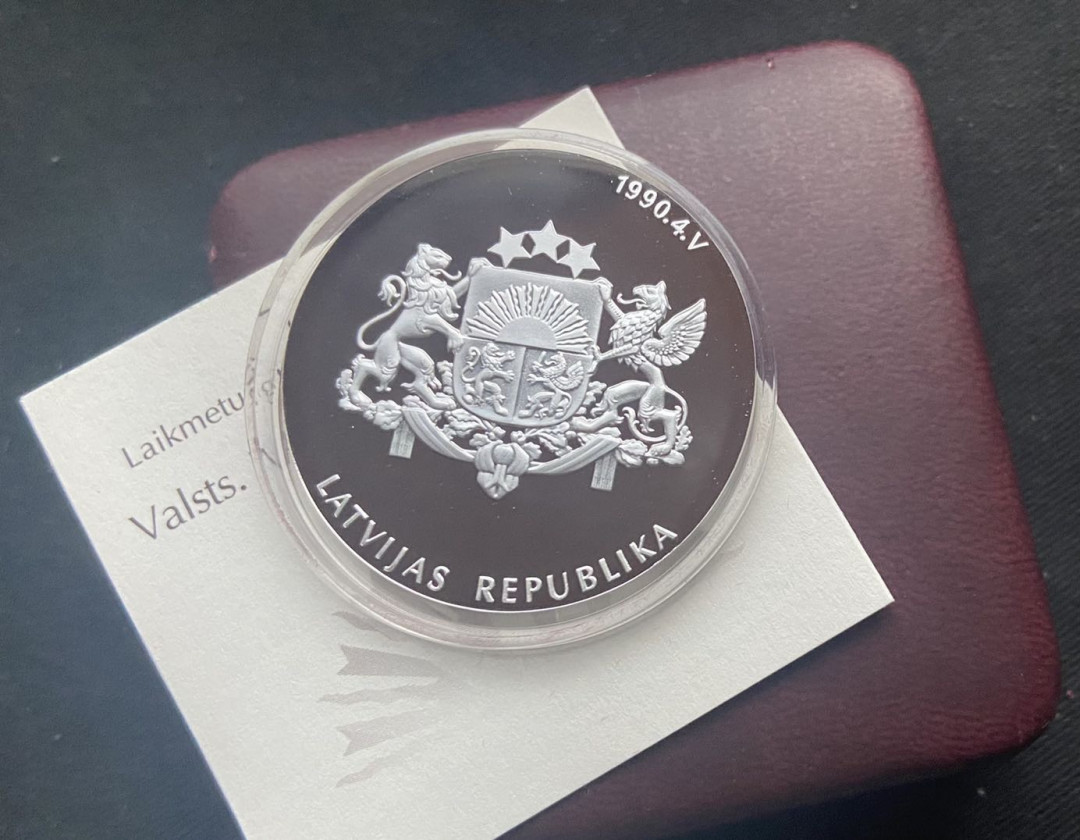 1990.4.V
LATVIJAS REPUBLIKA
Laikmetu
Valsts.